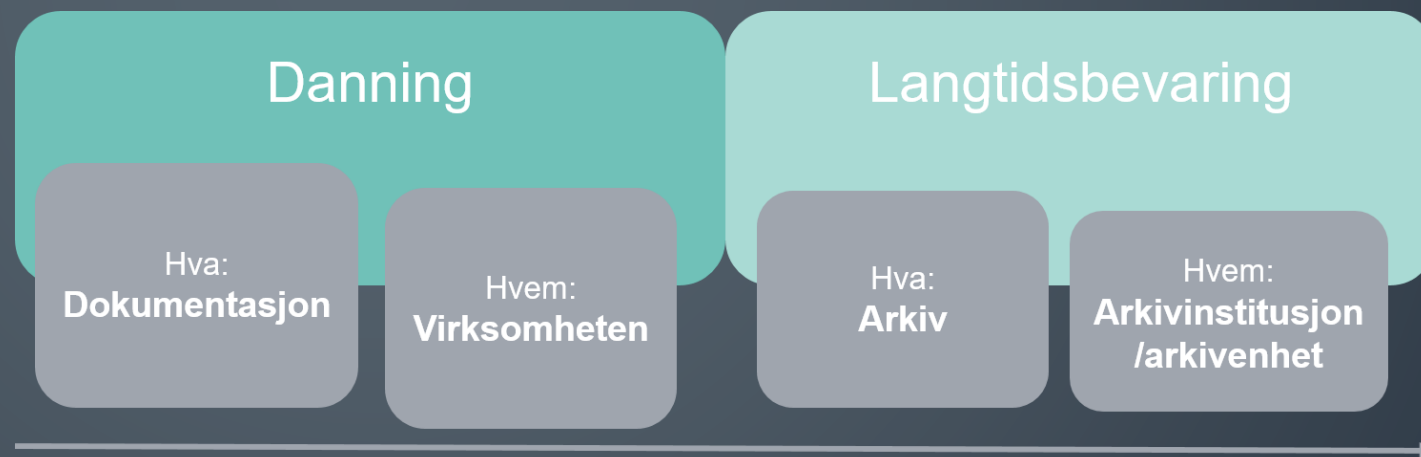 Danning
Langtidsbevaring
Hva:
Dokumentasjon
Hvem:
Virksomheten
Hva:
Arkiv
Hvem:
Arkivinstitusjon
/arkivenhet